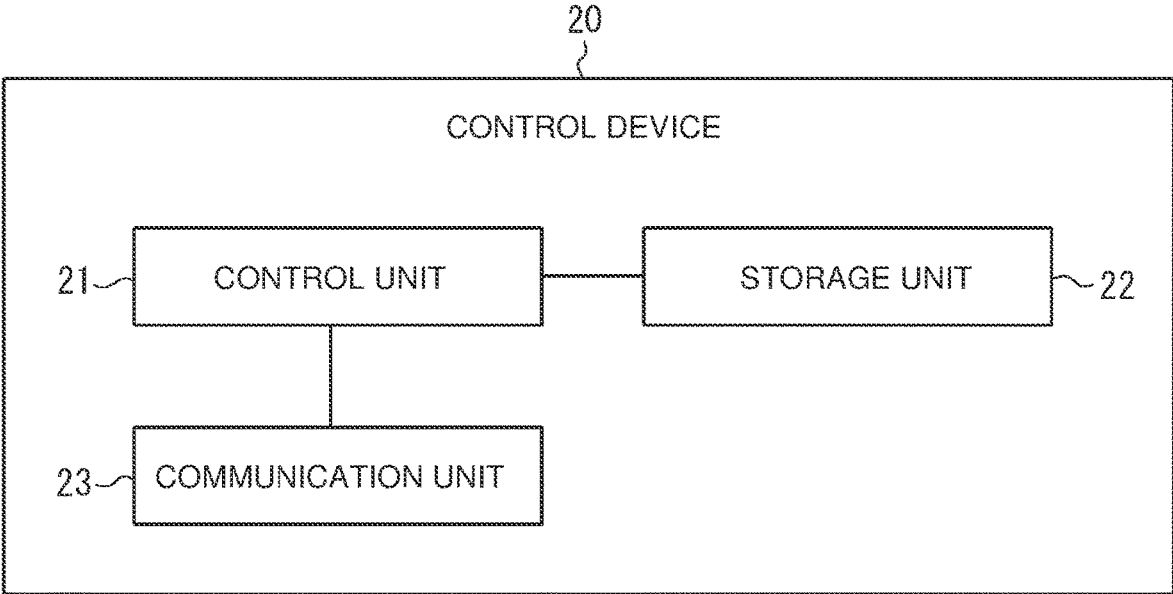 20
CONTROL DEVICE
21
CONTROL UNIT
STORAGE UNIT
22
23
COMMUNICATION UNIT